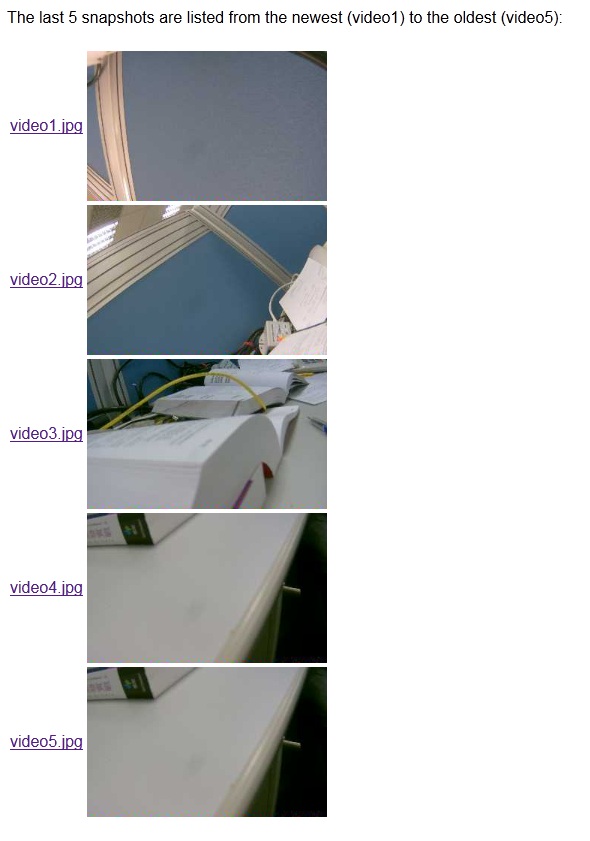 The last 5 snapshots are listed from the newest (video1) to the oldest (video5):
video1.jpg
video2.jpg
video3.jpg
video4.jpg
video5.jpg